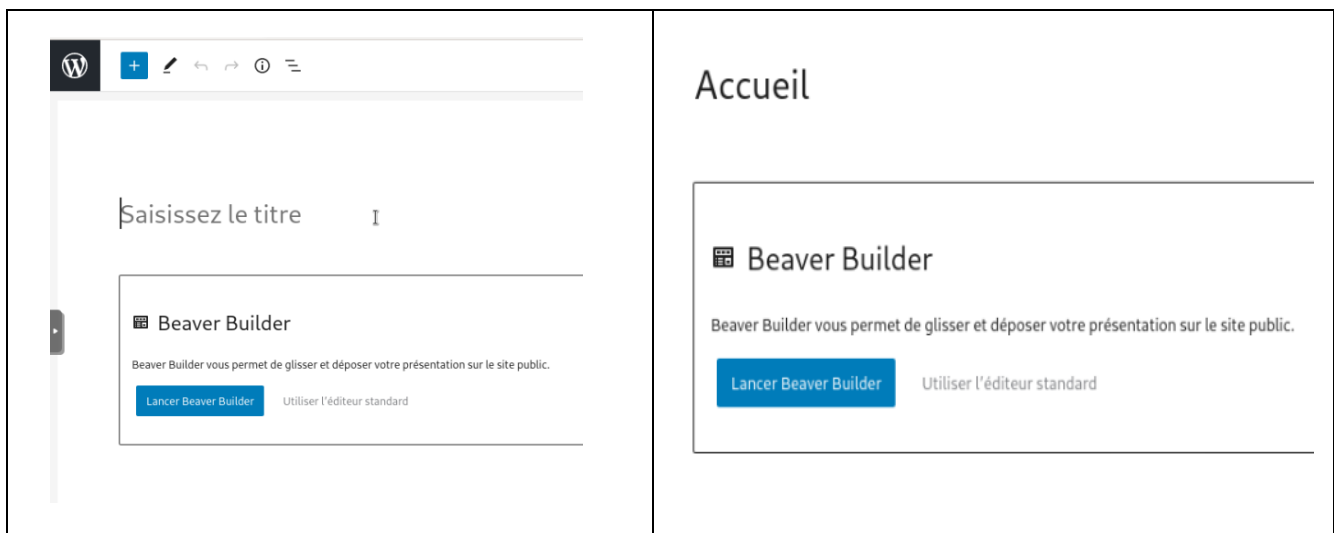 Saisissez le titre
Beaver Builder
Beaver Builder vous permet de glisser et déposer votre présentation sur le site public.
Lancer Beaver Builder Utiliser l'éditeur standard
Accueil
Beaver Builder
Beaver Builder vous permet de glisser et déposer votre présentation sur le site public.
Lancer Beaver Builder Utiliser l'éditeur standard